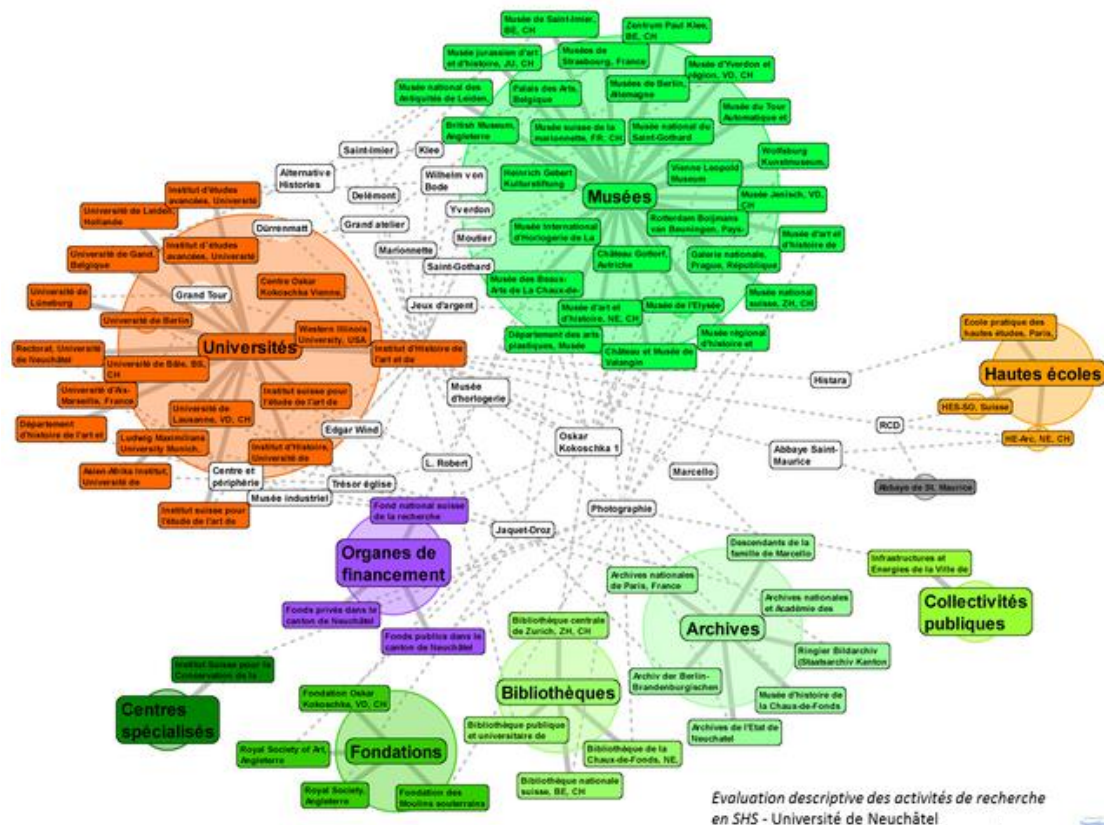 Musée de Saint-Imier,
BE, CH
Zentrum Paul Klee,
BE, CH
Musée jurassien d'art
et d'histoire, JU, CH
Musées de
Strasbourg, France
Musée d'Yverdon et
région, VD, CH
Musée national des
Antiquités de Leiden,
Palais des Arts,
Belgique
Musées de Berlin,
Allemagne
Musée du Tour
Automatique et
British Museum,
Angleterre
Musée suisse de la
marionnette, FR, CH
Musée national du
Saint-Gothard
Wolfsburg
Kunstmuseum,
Saint-Imier
Klee
Alternative
Histories
Wilhelm von
Bode
Heinrich Gebert
Kulturstiftung
Vienne Leopold
Museum
Musées
Musée Jenisch, VD,
CH
Institut d'études
avancées, Université
Delémont
Yverdon
Université de Leiden,
Hollande
Dürrenmatt
Grand atelier
Moutier
Musée International
d'Horlogerie de La
Rotterdam Boijmans
van Beuningen, Pays-
Musée d'art et
d'histoire de
Université de Gand,
Belgique
Institut d'études
avancées, Université
Marionnette
Saint-Gothard
Château Gottorf,
Autriche
Galerie nationale,
Prague, République
Université de
Lüneburg
Grand Tour
Centre Oskar
Kokoschka Vienne,
Jeux d'argent
Musée des Beaux-
Arts de La Chaux-de-
Musée d'art et
d'histoire, NE, CH
Musée de l'Elysée
Musée national
suisse, ZH, CH
Université de Berlin
Western Illinois
University, USA
Universités
Rectorat, Université
de Neuchâtel
Institut d'Histoire de
l'art et de
Département des arts
plastiques, Musée
Château et Musée de
Valangin
Musée régional
d'histoire et
Ecole pratique des
hautes études, Paris,
Hautes écoles
Université de Bâle, BS,
CH
Université d'Aix-
Marseille, France
Institut suisse pour
l'étude de l'art de
Musée
d'horlogerie
Histara
HES-SO, Suisse
Département
d'histoire de l'art et
Université de
Lausanne, VD, CH
Edgar Wind
Oskar
Kokoschka 1
RCD
HE-Arc, NE, CH
Ludwig Maximilians
University Munich,
Institut d'Histoire,
Université de
Abbaye Saint-
Maurice
Asien Afrika Institut,
Université de
Centre et
périphérie
L. Robert
Marcello
Abbaye de St. Maurice
Trésor église
Musée industriel
Institut suisse pour
l'étude de l'art de
Fond national suisse
de la recherche
Photographie
Jaquet-Droz
Organes de
financement
Descendants de la
famille de Marcello
Infrastructures et
Energies de la Ville de
Archives nationales
de Paris, France
Archives nationales
et Académie des
Collectivités
publiques
Fonds privés dans le
canton de Neuchâtel
Bibliothèque centrale
de Zurich, ZH, CH
Archives
Fonds publics dans le
canton de Neuchâtel
Ringier Bildarchiv
(Staatsarchiv Kanton
Institut Suisse pour la
Conservation de la
Archiv der Berlin-
Brandenburgischen
Fondation Oskar
Kokoschka, VD, CH
Bibliothèques
Musée d'histoire de
la Chaux-de-Fonds
Centres
spécialisés
Bibliothèque publique
et universitaire de
Archives de l'Etat de
Neuchatel
Royal Society of Art,
Angleterre
Fondations
Bibliothèque de la
Chaux-de-Fonds, NE,
Royal Society,
Angleterre
Fondation des
Moulins souterrains
Bibliothèque nationale
suisse, BE, CH
Evaluation descriptive des activités de recherche
en SHS - Université de Neuchâtel